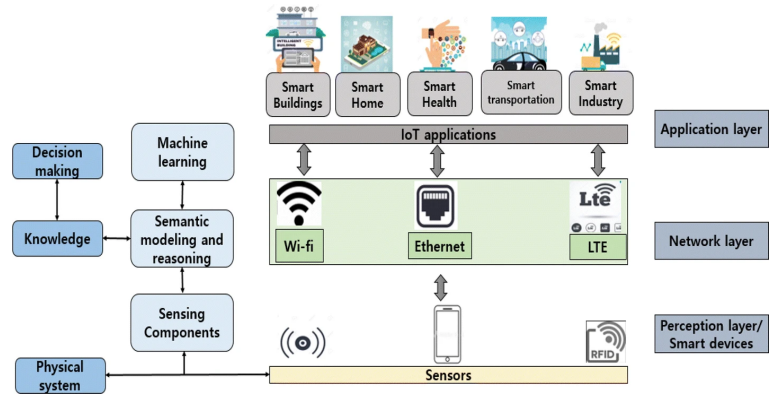 INTELLIGENT
BUILDING
Smart
Buildings
Smart
Home
Smart
Health
Smart
transportation
Smart
Industry
IoT applications
Application layer
Decision
making
Machine
learning
Knowledge
Semantic
modeling and
reasoning
Wi-fi
Ethernet
Lte
LTE
Network layer
Sensing
Components
RFID
Perception layer/
Smart devices
Physical
system
Sensors